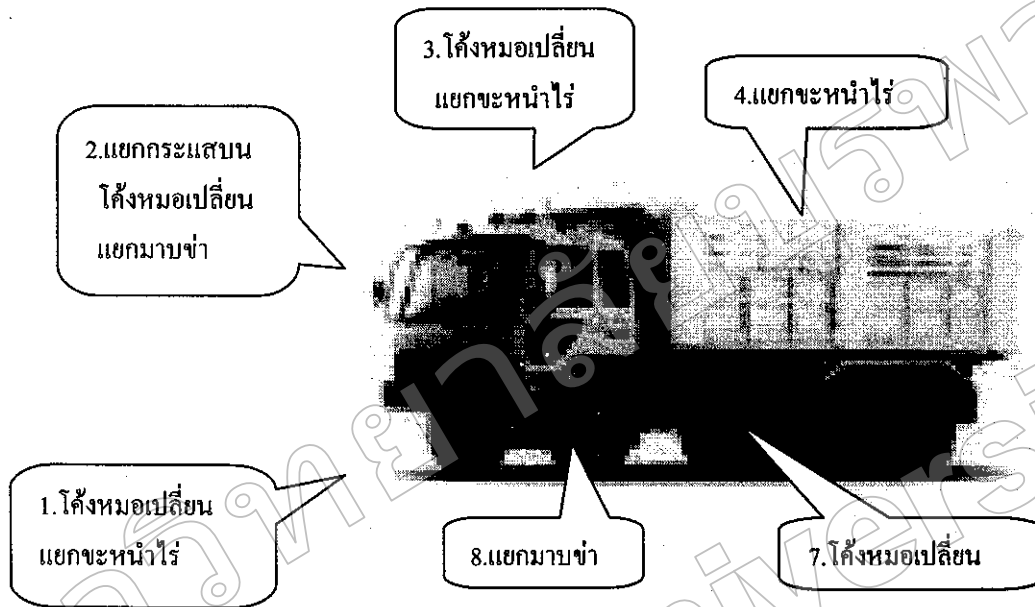 3.โค้งหมอเปลี่ยน
แยกขะหนำไร่
4.แยกขะหนำไร่
2.แยกกระแสบน
โค้งหมอเปลี่ยน
แยกมาบข่า
1.โค้งหมอเปลี่ยน
แยกขะหนำไร่
8.แยกมาบข่า
7.โค้งหมอเปลี่ยน